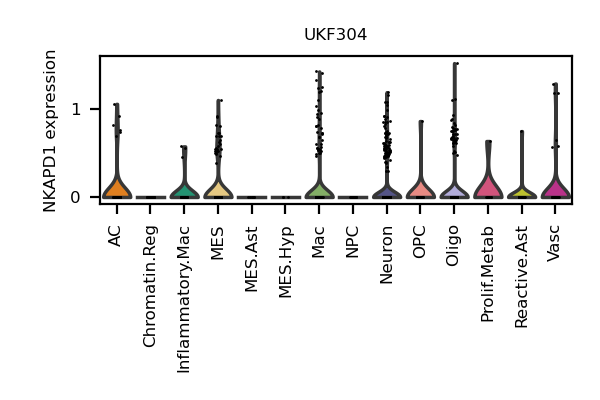 UKF304
NKAPD1 expression
1
0
AC
Chromatin.Reg
Inflammatory.Mac
MES
MES.Ast
MES.Hyp
Mac
NPC
Neuron
OPC
Oligo
Prolif.Metab
Reactive.Ast
Vasc